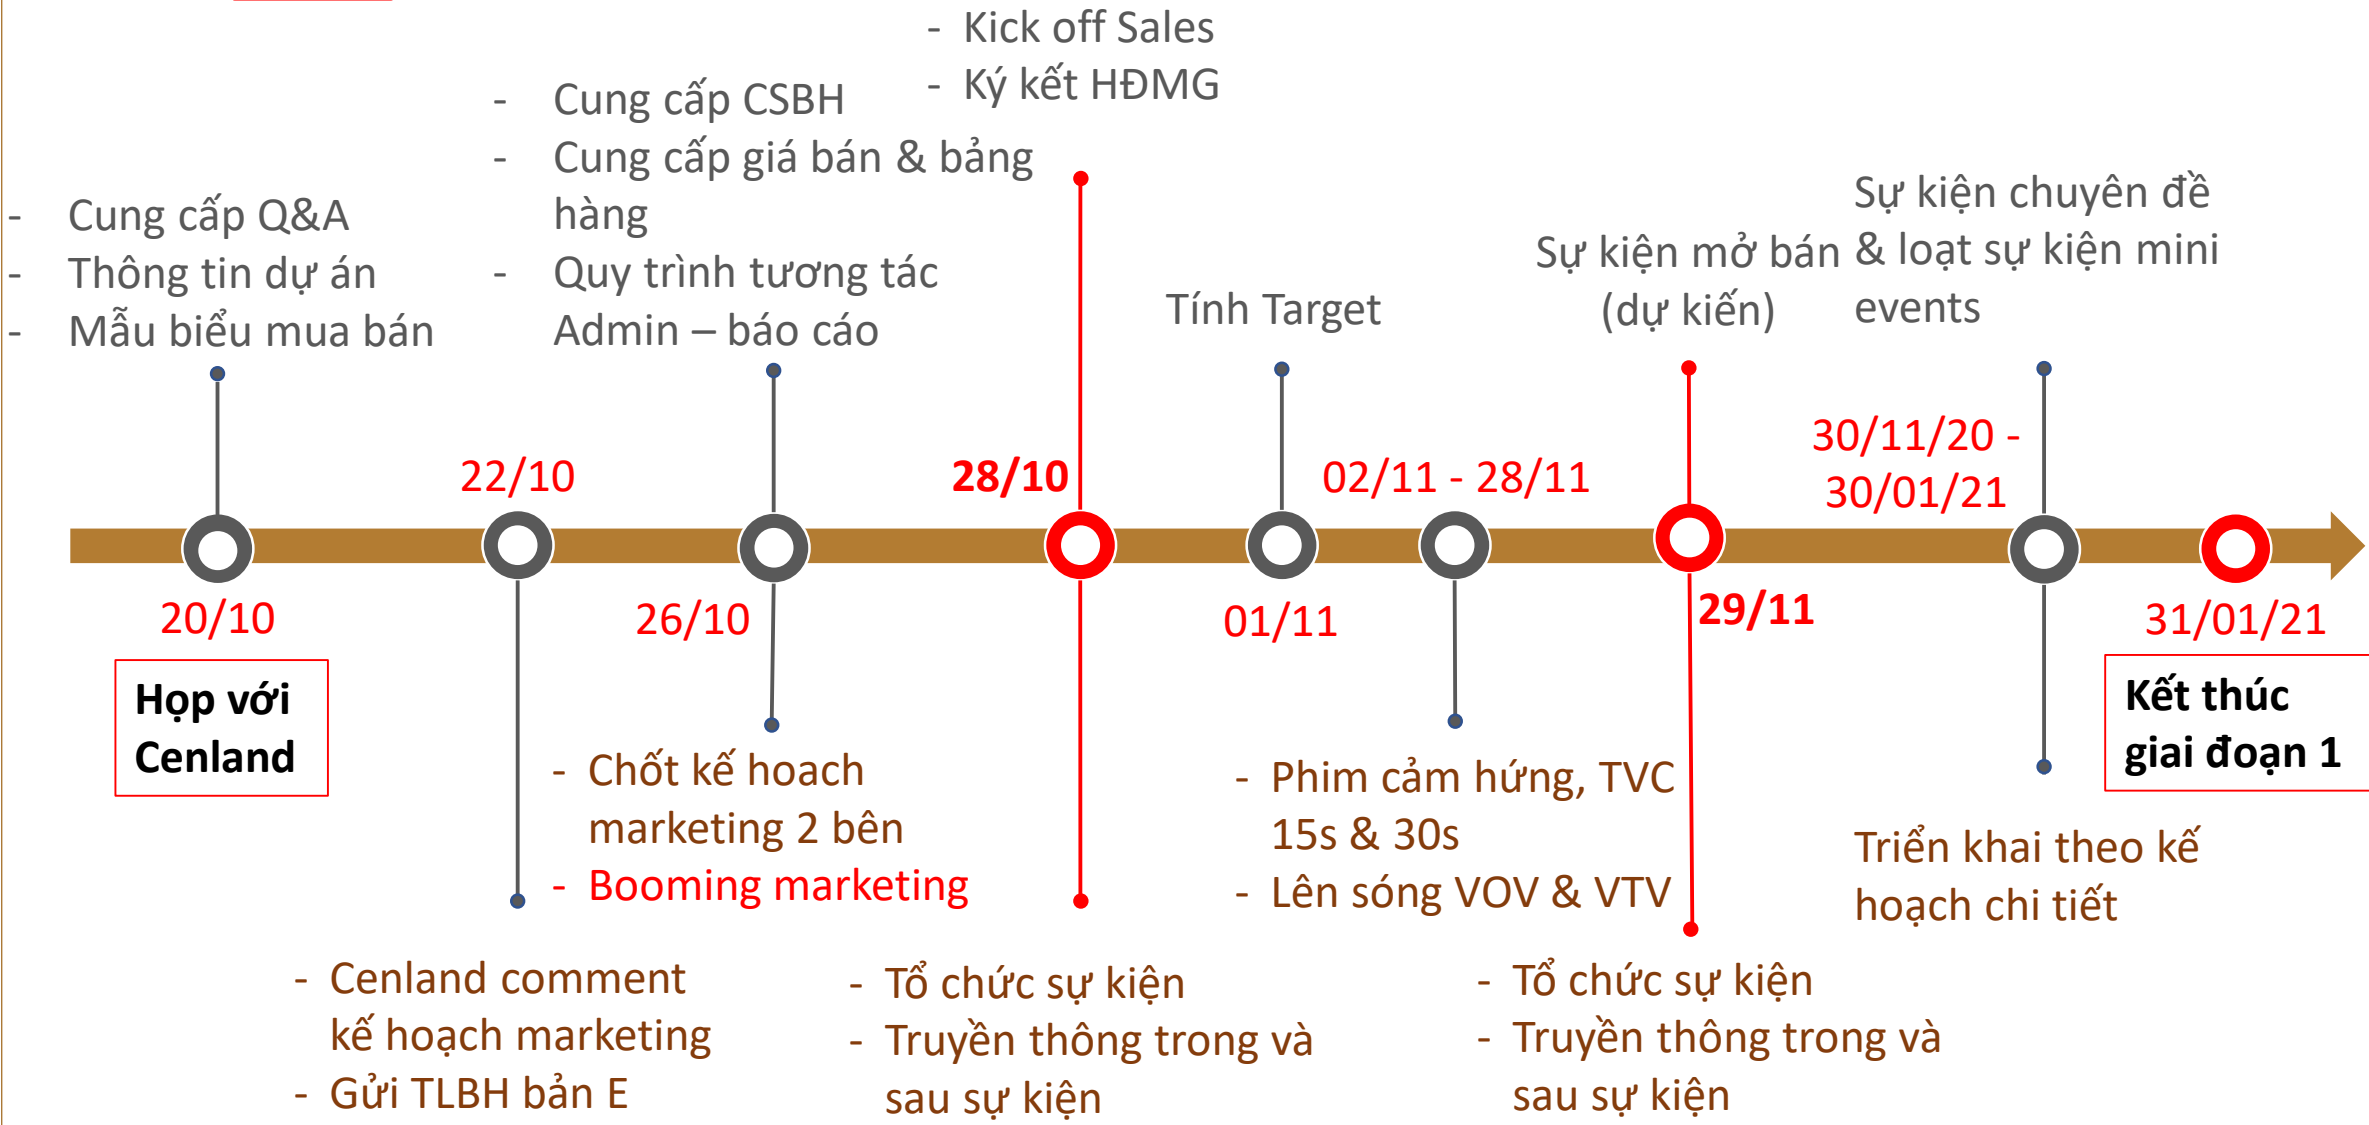 - Kick off Sales
- Ký kết HĐMG
- Cung cấp CSBH
- Cung cấp giá bán & bảng
hàng
- Quy trình tương tác
Admin – báo cáo
- Cung cấp Q&A
- Thông tin dự án
- Mẫu biểu mua bán
Tính Target
Sự kiện mở bán
(dự kiến)
Sự kiện chuyên đề
& loạt sự kiện mini
events
22/10
28/10
02/11 - 28/11
30/11/20 -
30/01/21
20/10
26/10
01/11
29/11
31/01/21
Họp với
Cenland
Kết thúc
giai đoạn 1
- Chốt kế hoach
marketing 2 bên
- Booming marketing
- Phim cảm hứng, TVC
15s & 30s
- Lên sóng VOV & VTV
Triển khai theo kế
hoạch chi tiết
- Cenland comment
kế hoạch marketing
- Gửi TLBH bản E
- Tổ chức sự kiện
- Truyền thông trong và
sau sự kiện
- Tổ chức sự kiện
- Truyền thông trong và
sau sự kiện